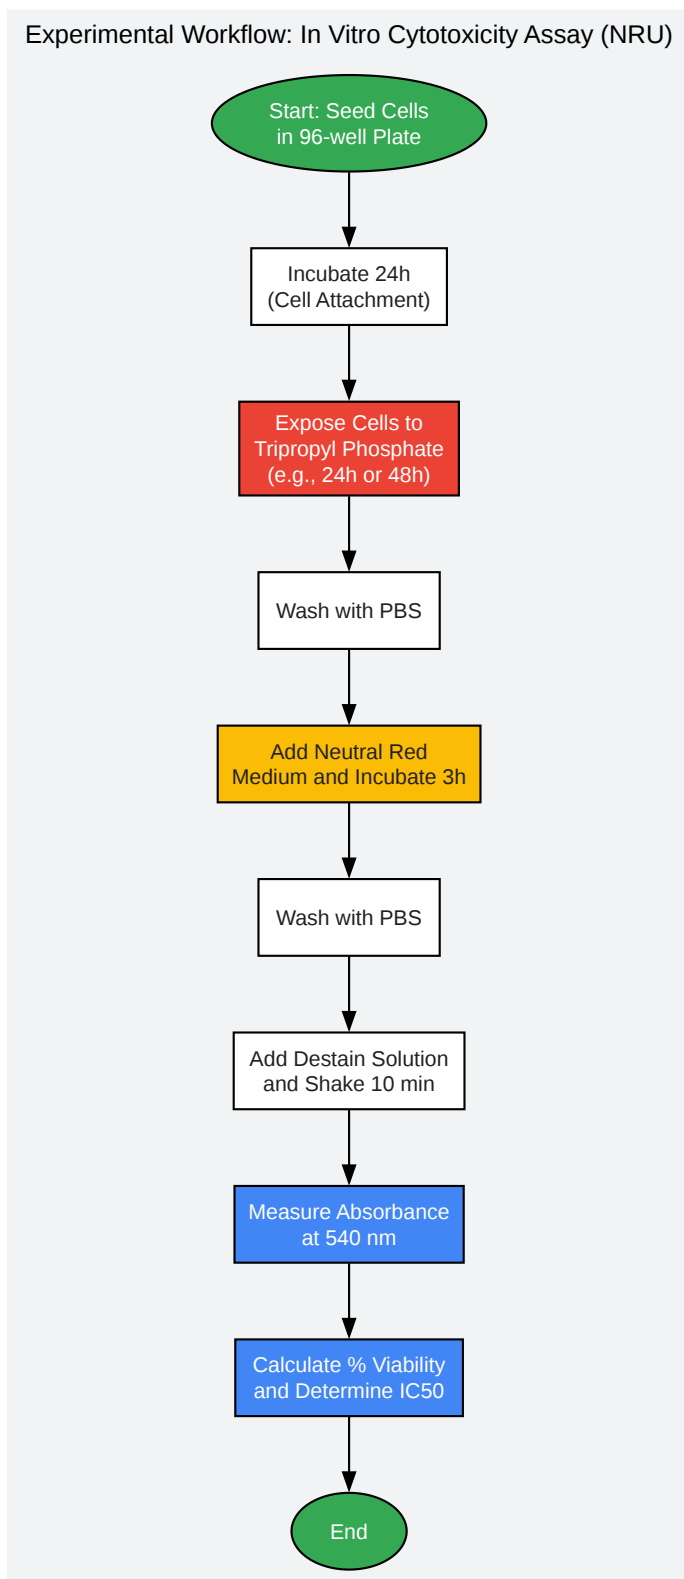 Experimental Workflow: In Vitro Cytotoxicity Assay (NRU)
Start: Seed Cells
in 96-well Plate
Incubate 24h
(Cell Attachment)
Expose Cells to
Tripropyl Phosphate
(e.g., 24h or 48h)
Wash with PBS
Add Neutral Red
Medium and Incubate 3h
Wash with PBS
Add Destain Solution
and Shake 10 min
Measure Absorbance
at 540 nm
Calculate % Viability
and Determine IC50
End